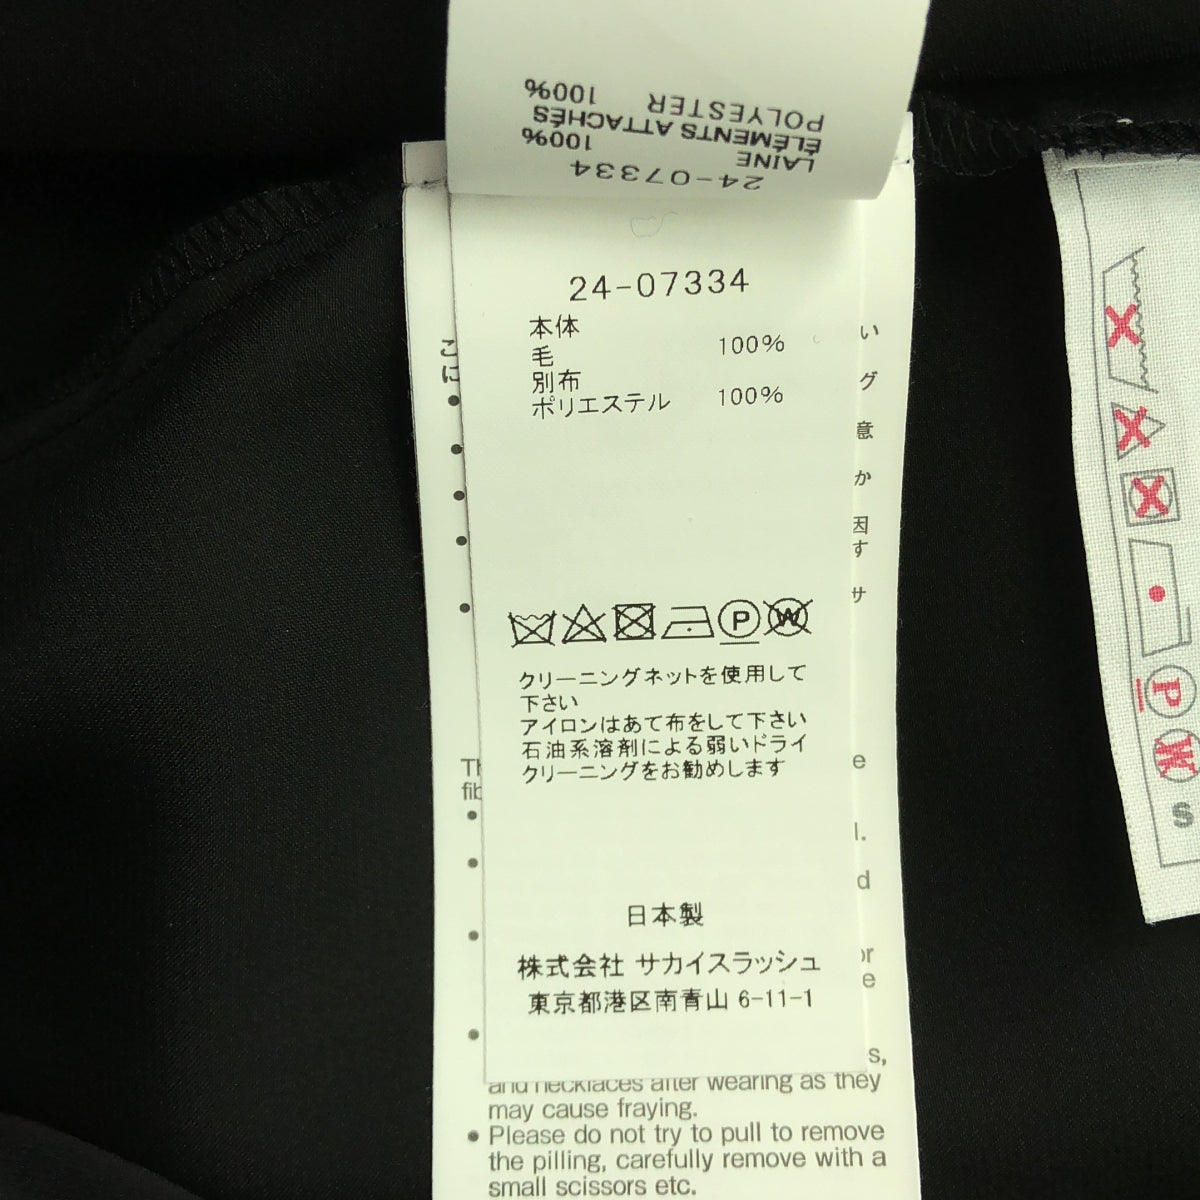 24-07334
LAINE 100%
ÉLÉMENTS ATTACHÉS
POLYESTER 100%
24-07334
本体
毛 100%
別布
ポリエステル 100%
P W
クリーニングネットを使用して
下さい
アイロンはあて布をして下さい
石油系溶剤による弱いドライ
クリーニングをお勧めします
日本製
株式会社 サカイスラッシュ
東京都港区南青山 6-11-1
and necklaces after wearing as they
may cause fraying.
• Please do not try to pull to remove
the pilling, carefully remove with a
small scissors etc.
P
W
S